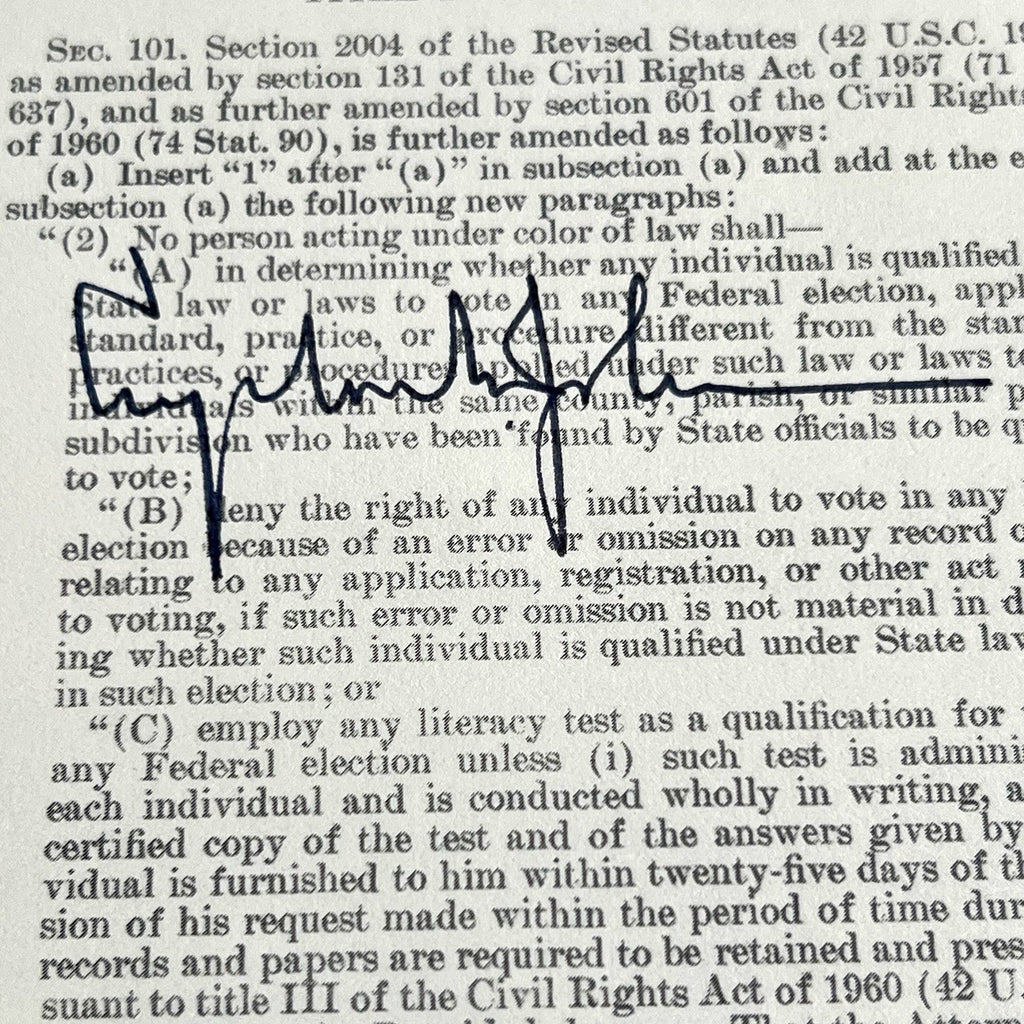 SEC. 101. Section 2004 of the Revised Statutes (42 U.S.C. 19
as amended by section 131 of the Civil Rights Act of 1957 (71
637), and as further amended by section 601 of the Civil Rights
of 1960 (74 Stat. 90), is further amended as follows:
(a) Insert “1” after “(a)” in subsection (a) and add at the e
subsection (a) the following new paragraphs:
“(2) No person acting under color of law shall—
“(A) in determining whether any individual is qualified
State law or laws to vote in any Federal election, appl
standard, practice, or procedure different from the stan
practices, or procedures applied under such law or laws to
individuals within the same county, parish, or similar p
subdivision who have been found by State officials to be q
to vote;
“(B) deny the right of any individual to vote in any
election because of an error or omission on any record o
relating to any application, registration, or other act
to voting, if such error or omission is not material in d
ing whether such individual is qualified under State law
in such election; or
“(C) employ any literacy test as a qualification for
any Federal election unless (i) such test is admini
each individual and is conducted wholly in writing, a
certified copy of the test and of the answers given by
vidual is furnished to him within twenty-five days of th
sion of his request made within the period of time dur
records and papers are required to be retained and pres
suant to title III of the Civil Rights Act of 1960 (42 U.